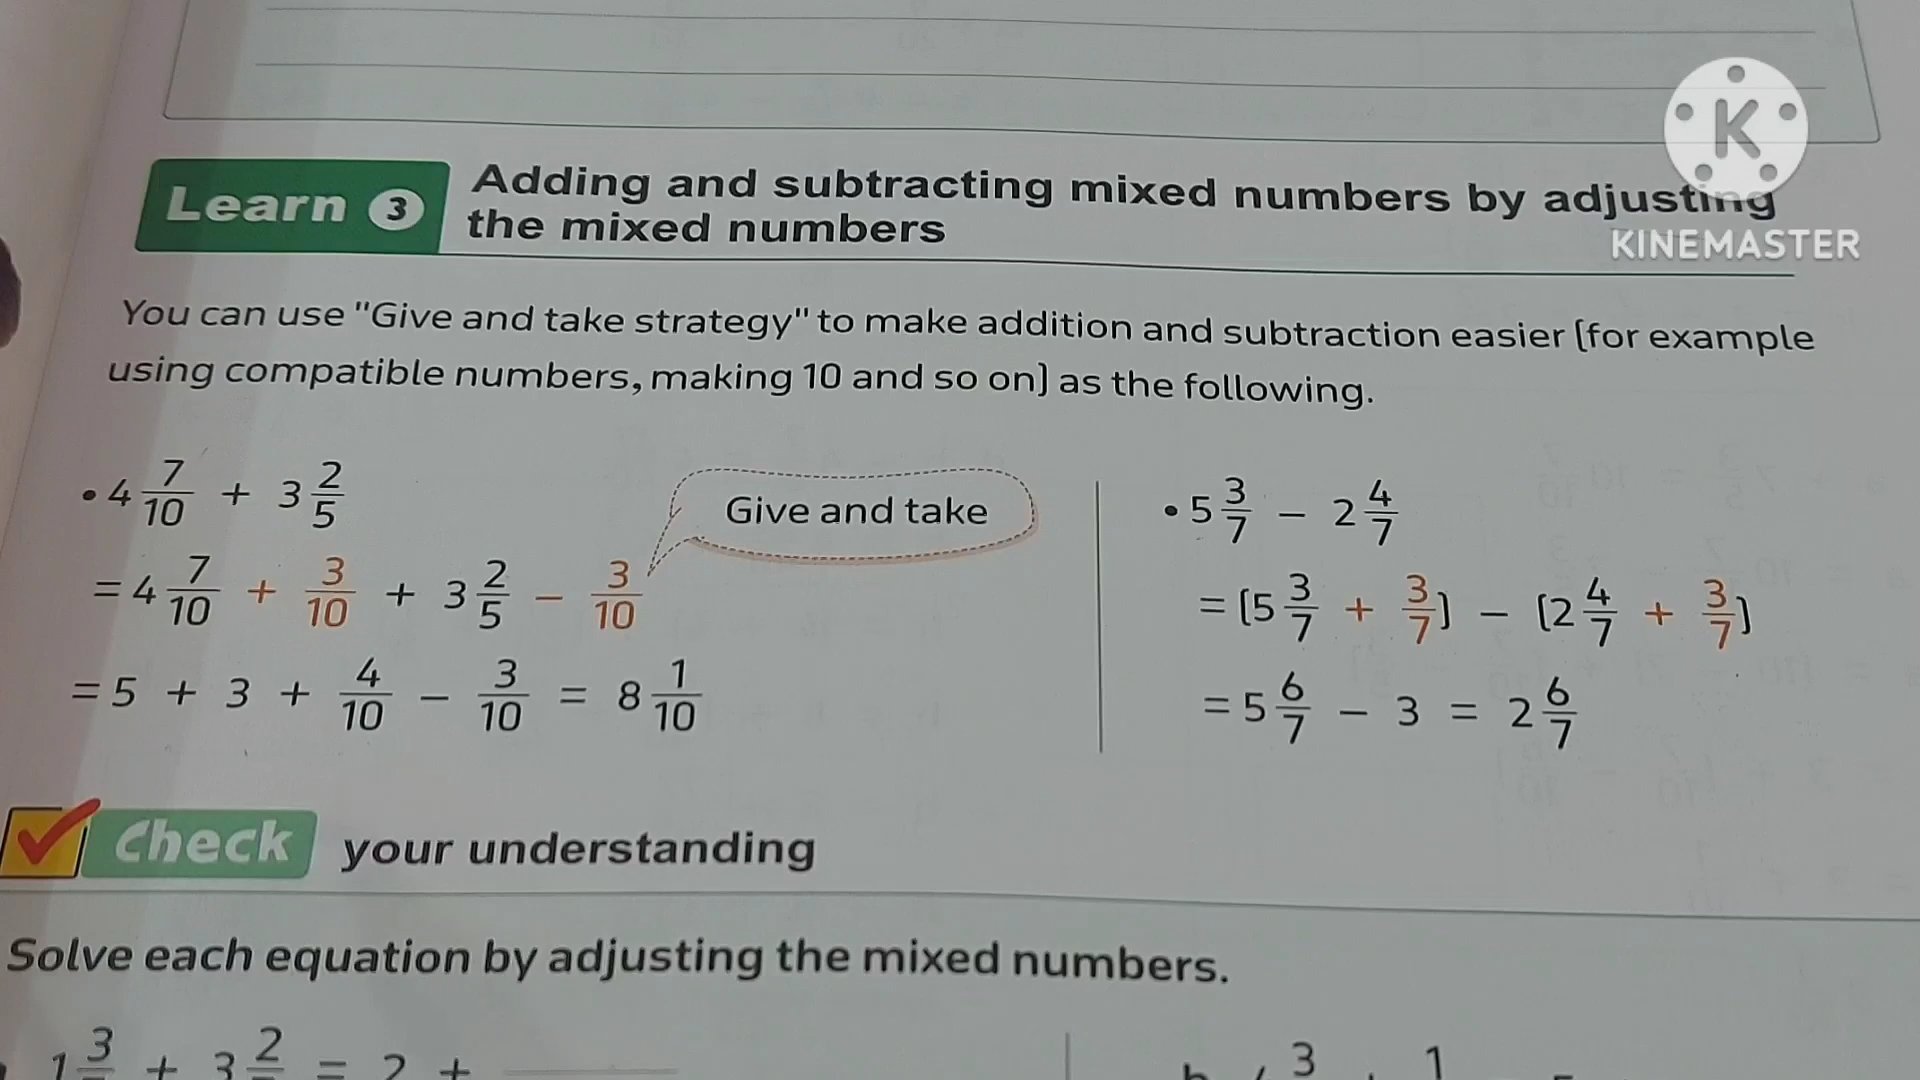 K
KINEMASTER
Learn 3 Adding and subtracting mixed numbers by adjusting
the mixed numbers
You can use "Give and take strategy" to make addition and subtraction easier (for example
using compatible numbers, making 10 and so on) as the following.
• 4 7/10 + 3 2/5
= 4 7/10 + 3/10 + 3 2/5 - 3/10
= 5 + 3 + 4/10 - 3/10 = 8 1/10
Give and take
• 5 3/7 - 2 4/7
= (5 3/7 + 3/7) - (2 4/7 + 3/7)
= 5 6/7 - 3 = 2 6/7
Check your understanding
Solve each equation by adjusting the mixed numbers.